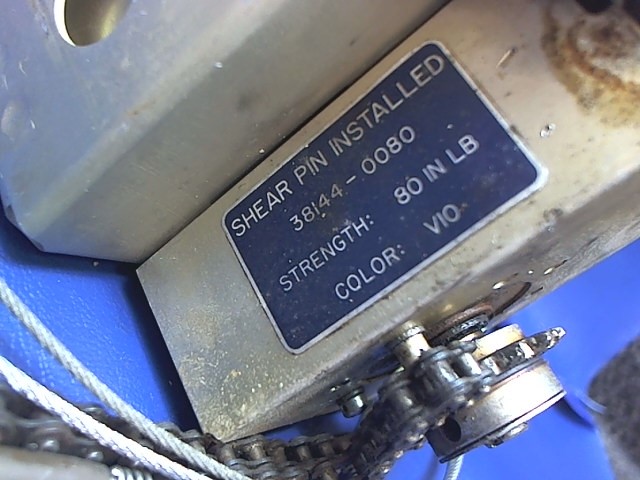 SHEAR PIN INSTALLED
38144-0080
STRENGTH: 80 IN LB
COLOR: VIO